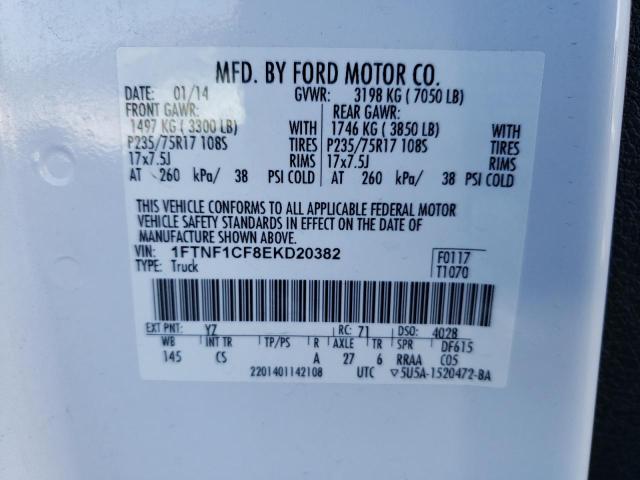 MFD. BY FORD MOTOR CO.
DATE: 01/14 GVWR: 3198 KG ( 7050 LB)
FRONT GAWR: REAR GAWR:
1497 KG ( 3300 LB) WITH 1746 KG ( 3850 LB) WITH
P235/75R17 108S TIRES P235/75R17 108S TIRES
17x7.5J RIMS 17x7.5J RIMS
AT 260 kPa/ 38 PSI COLD AT 260 kPa/ 38 PSI COLD
THIS VEHICLE CONFORMS TO ALL APPLICABLE FEDERAL MOTOR
VEHICLE SAFETY STANDARDS IN EFFECT ON THE DATE OF
MANUFACTURE SHOWN ABOVE.
VIN: 1FTNF1CF8EKD20382 F0117
TYPE: Truck T1070
EXT PNT: YZ RC: 71 DSO: 4028
WB INT TR TP/PS R AXLE TR SPR DF615
145 CS A 27 6 RRAA C05
2201401142108 UTC ▽5U5A-1520472-BA